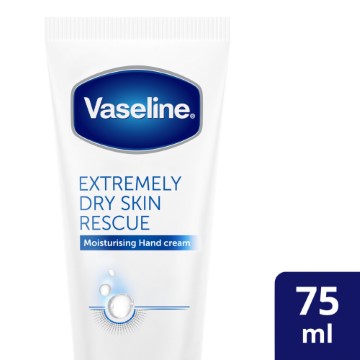 Vaseline®
EXTREMELY
DRY SKIN
RESCUE
Moisturising Hand cream
75
ml